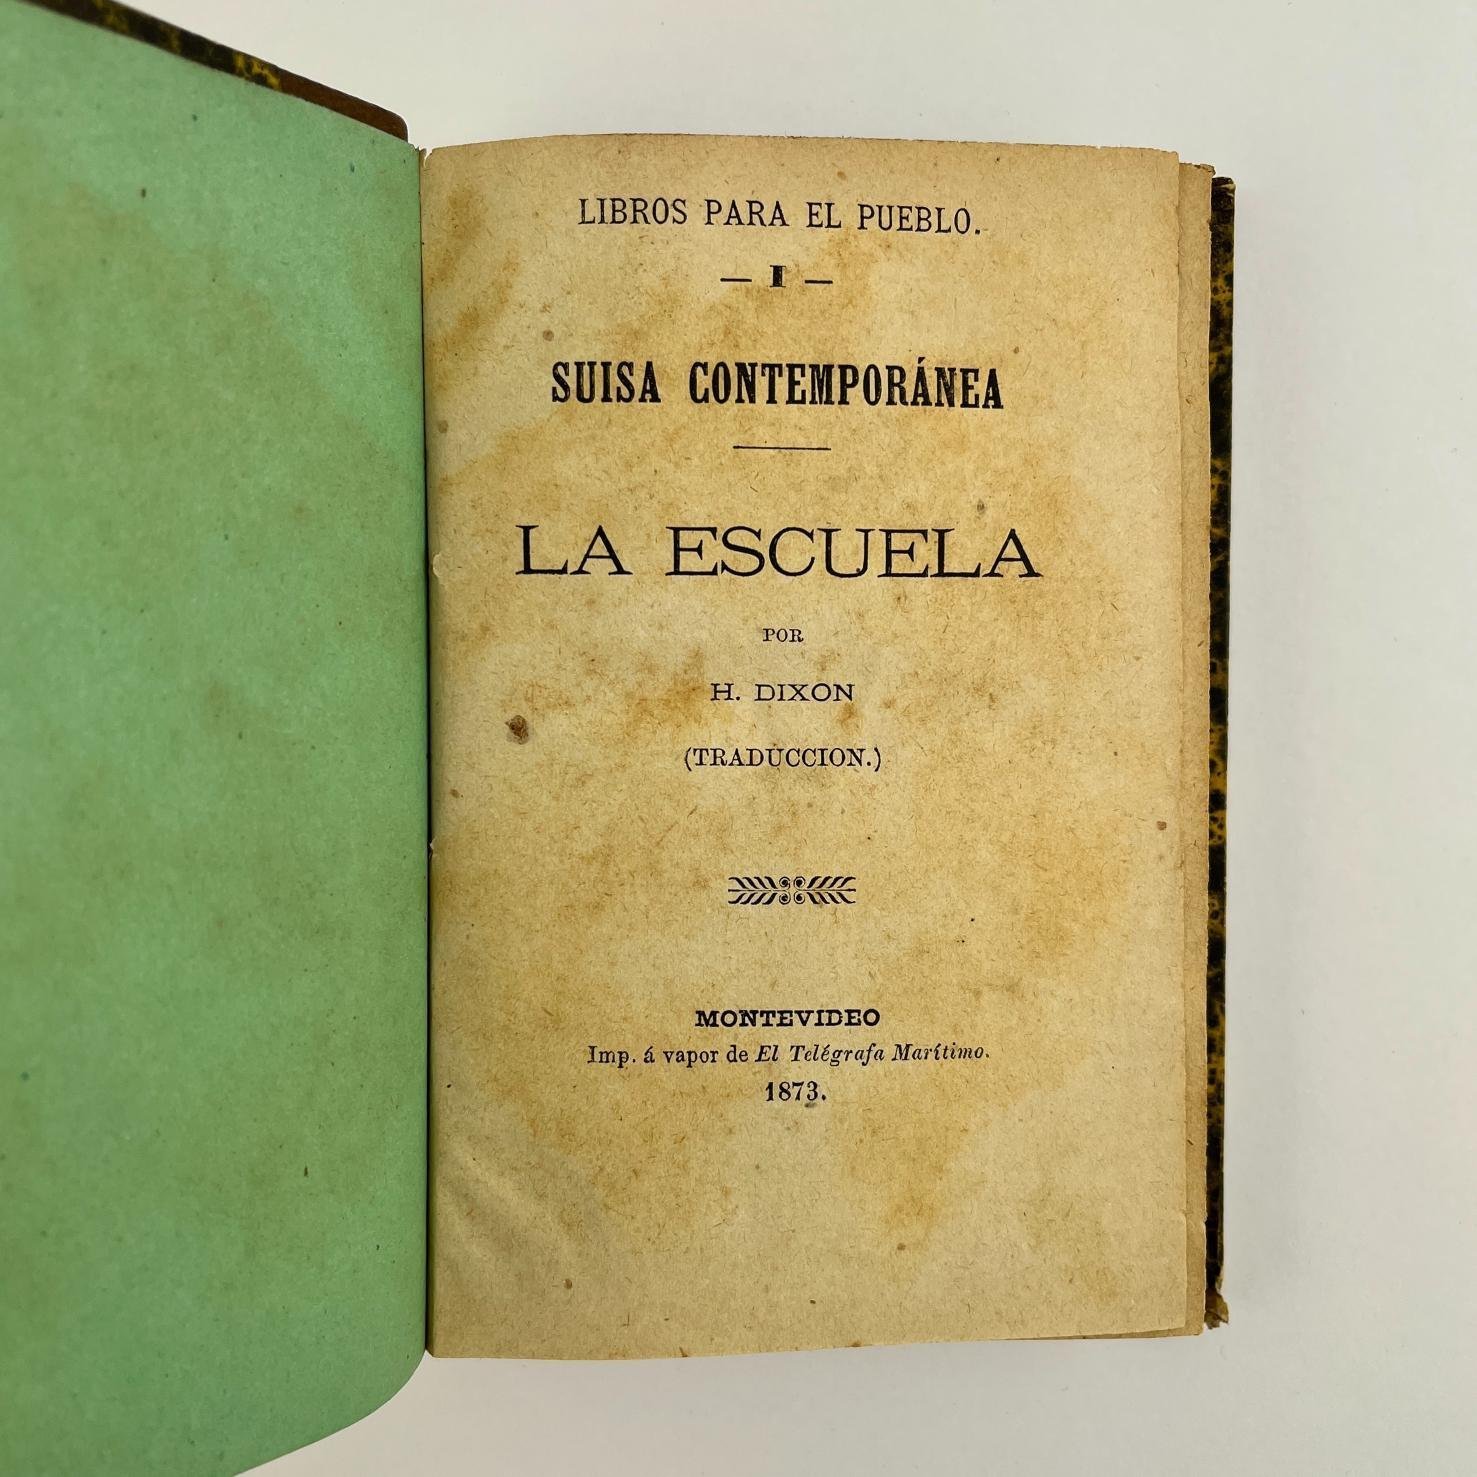 LIBROS PARA EL PUEBLO.
— I —
SUISA CONTEMPORÁNEA
LA ESCUELA
POR
H. DIXON
(TRADUCCION.)
MONTEVIDEO
Imp. á vapor de El Telégrafa Marítimo.
1873.